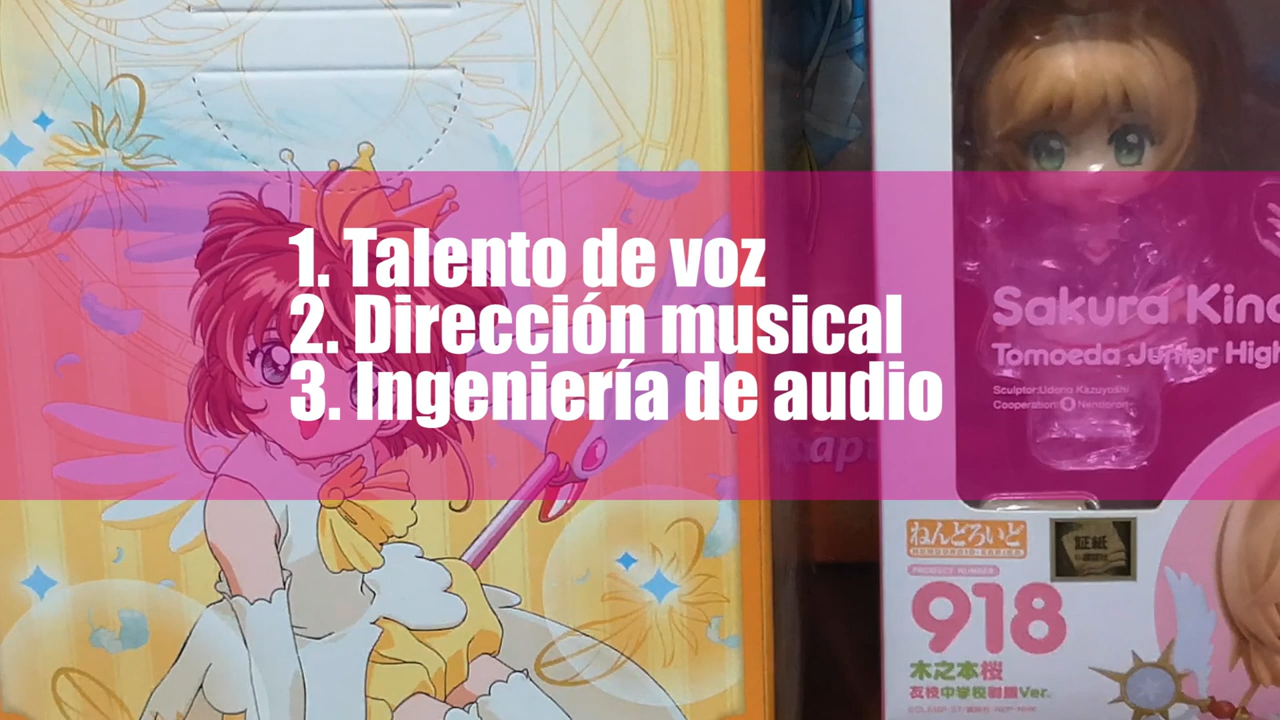 1. Talento de voz
2. Dirección musical
3. Ingeniería de audio
Sakura
Tomoeda Junior High
Sculptor:Udono Kazuyoshi
Cooperation: Nendoron
ねんどろいど
NENDOROID SERIES
証紙
PRODUCT NUMBER
918
木之本桜
友枝中学校制服Ver.